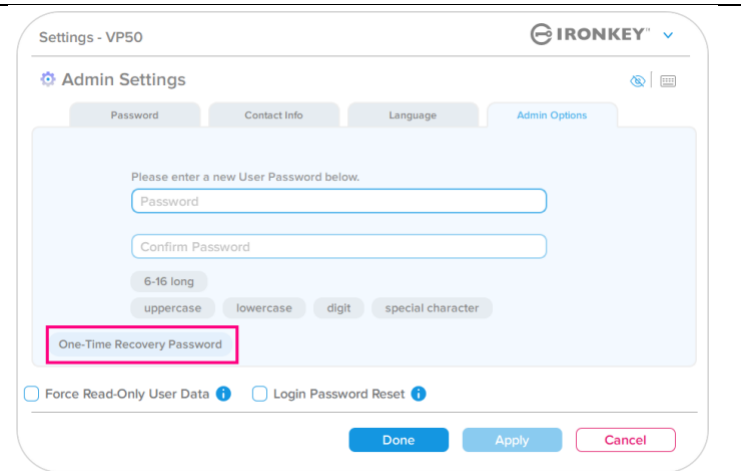 Settings - VP50
IRONKEY™
Admin Settings
Password Contact Info Language Admin Options
Please enter a new User Password below.
Password
Confirm Password
6-16 long
uppercase lowercase digit special character
One-Time Recovery Password
Force Read-Only User Data i Login Password Reset i
Done Apply Cancel